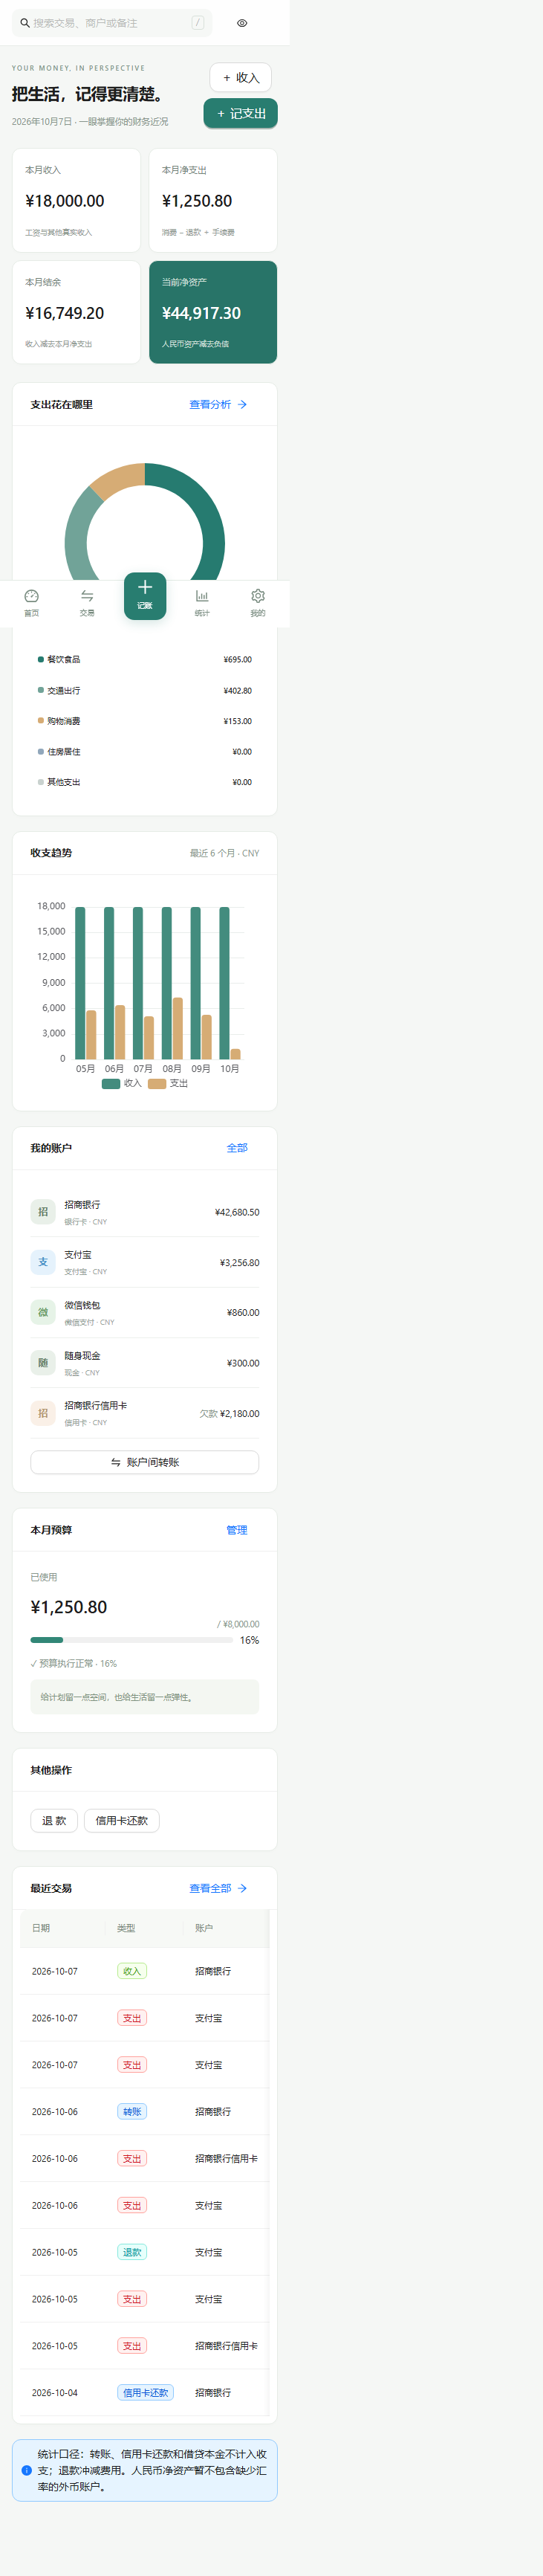 搜索交易、商户或备注 /
YOUR MONEY, IN PERSPECTIVE
把生活，记得更清楚。
2026年10月7日 · 一眼掌握你的财务近况
+ 收入
+ 记支出
本月收入
¥18,000.00
工资与其他真实收入
本月净支出
¥1,250.80
消费 − 退款 + 手续费
本月结余
¥16,749.20
收入减去本月净支出
当前净资产
¥44,917.30
人民币资产减去负债
支出花在哪里 查看分析 →
首页 交易 记账 统计 我的
餐饮食品 ¥695.00
交通出行 ¥402.80
购物消费 ¥153.00
住房居住 ¥0.00
其他支出 ¥0.00
收支趋势 最近 6 个月 · CNY
18,000
15,000
12,000
9,000
6,000
3,000
0
05月 06月 07月 08月 09月 10月
收入 支出
我的账户 全部
招 招商银行 ¥42,680.50
银行卡 · CNY
支 支付宝 ¥3,256.80
支付宝 · CNY
微 微信钱包 ¥860.00
微信支付 · CNY
随 随身现金 ¥300.00
现金 · CNY
招 招商银行信用卡 欠款 ¥2,180.00
信用卡 · CNY
账户间转账
本月预算 管理
已使用
¥1,250.80
/ ¥8,000.00
16%
✓ 预算执行正常 · 16%
给计划留一点空间，也给生活留一点弹性。
其他操作
退 款 信用卡还款
最近交易 查看全部 →
日期 类型 账户
2026-10-07 收入 招商银行
2026-10-07 支出 支付宝
2026-10-07 支出 支付宝
2026-10-06 转账 招商银行
2026-10-06 支出 招商银行信用卡
2026-10-06 支出 支付宝
2026-10-05 退款 支付宝
2026-10-05 支出 支付宝
2026-10-05 支出 招商银行信用卡
2026-10-04 信用卡还款 招商银行
统计口径：转账、信用卡还款和借贷本金不计入收
支；退款冲减费用。人民币净资产暂不包含缺少汇
率的外币账户。